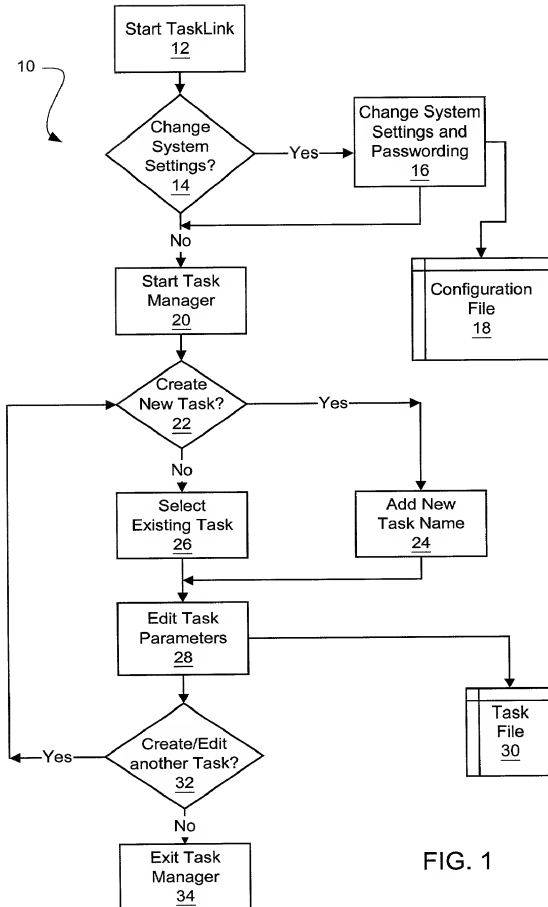 Start TaskLink
12
10
Change
System
Settings?
14
Yes
Change System
Settings and
Passwording
16
No
Configuration
File
18
Start Task
Manager
20
Create
New Task?
22
Yes
No
Select
Existing Task
26
Add New
Task Name
24
Edit Task
Parameters
28
Task
File
30
Create/Edit
another Task?
32
Yes
No
Exit Task
Manager
34
FIG. 1